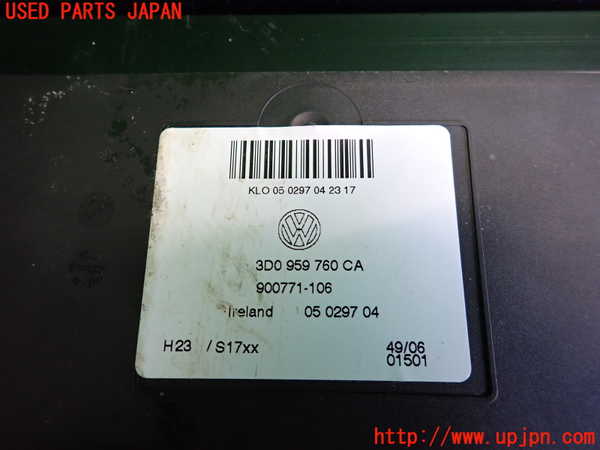 USED PARTS JAPAN
KLO 05 0297 04 23 17
3D0 959 760 CA
900771-106
Ireland 05 0297 04
H23 /S17xx 49/06
01501
http://www.upjpn.com/